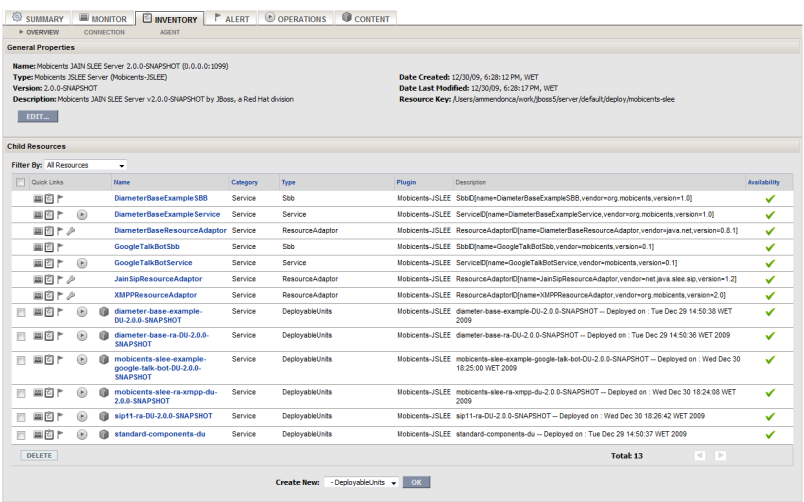 SUMMARY MONITOR INVENTORY ALERT OPERATIONS CONTENT
OVERVIEW CONNECTION AGENT
General Properties
Name: Mobicents JAIN SLEE Server 2.0.0-SNAPSHOT (0.0.0.0:1099)
Type: Mobicents JSLEE Server (Mobicents-JSLEE) Date Created: 12/30/09, 6:28:12 PM, WET
Version: 2.0.0-SNAPSHOT Date Last Modified: 12/30/09, 6:28:17 PM, WET
Description: Mobicents JAIN SLEE Server v2.0.0-SNAPSHOT by JBoss, a Red Hat division Resource Key: /Users/ammendonca/work/jboss5/server/default/deploy/mobicents-slee
EDIT...
Child Resources
Filter By: All Resources
Quick Links Name Category Type Plugin Description Availability
DiameterBaseExampleSBB Service Sbb Mobicents-JSLEE SbbID[name=DiameterBaseExampleSBB,vendor=org.mobicents,version=1.0]
DiameterBaseExampleService Service Service Mobicents-JSLEE ServiceID[name=DiameterBaseExampleService,vendor=org.mobicents,version=1.0]
DiameterBaseResourceAdaptor Service ResourceAdaptor Mobicents-JSLEE ResourceAdaptorID[name=DiameterBaseResourceAdaptor,vendor=java.net,version=0.8.1]
GoogleTalkBotSbb Service Sbb Mobicents-JSLEE SbbID[name=GoogleTalkBotSbb,vendor=mobicents,version=0.1]
GoogleTalkBotService Service Service Mobicents-JSLEE ServiceID[name=GoogleTalkBotService,vendor=mobicents,version=0.1]
JainSipResourceAdaptor Service ResourceAdaptor Mobicents-JSLEE ResourceAdaptorID[name=JainSipResourceAdaptor,vendor=net.java.slee.sip,version=1.2]
XMPPResourceAdaptor Service ResourceAdaptor Mobicents-JSLEE ResourceAdaptorID[name=XMPPResourceAdaptor,vendor=org.mobicents,version=2.0]
diameter-base-example- Service DeployableUnits Mobicents-JSLEE diameter-base-example-DU-2.0.0-SNAPSHOT -- Deployed on : Tue Dec 29 14:50:38 WET
DU-2.0.0-SNAPSHOT 2009
diameter-base-ra-DU-2.0.0- Service DeployableUnits Mobicents-JSLEE diameter-base-ra-DU-2.0.0-SNAPSHOT -- Deployed on : Tue Dec 29 14:50:36 WET 2009
SNAPSHOT
mobicents-slee-example- Service DeployableUnits Mobicents-JSLEE mobicents-slee-example-google-talk-bot-DU-2.0.0-SNAPSHOT -- Deployed on : Wed Dec 30
google-talk-bot-DU-2.0.0- 18:25:00 WET 2009
SNAPSHOT
mobicents-slee-ra-xmpp-du- Service DeployableUnits Mobicents-JSLEE mobicents-slee-ra-xmpp-du-2.0.0-SNAPSHOT -- Deployed on : Wed Dec 30 18:24:08 WET
2.0.0-SNAPSHOT 2009
sip11-ra-DU-2.0.0-SNAPSHOT Service DeployableUnits Mobicents-JSLEE sip11-ra-DU-2.0.0-SNAPSHOT -- Deployed on : Wed Dec 30 18:26:42 WET 2009
standard-components-du Service DeployableUnits Mobicents-JSLEE standard-components-du -- Deployed on : Tue Dec 29 14:50:37 WET 2009
DELETE Total: 13
Create New: - DeployableUnits OK